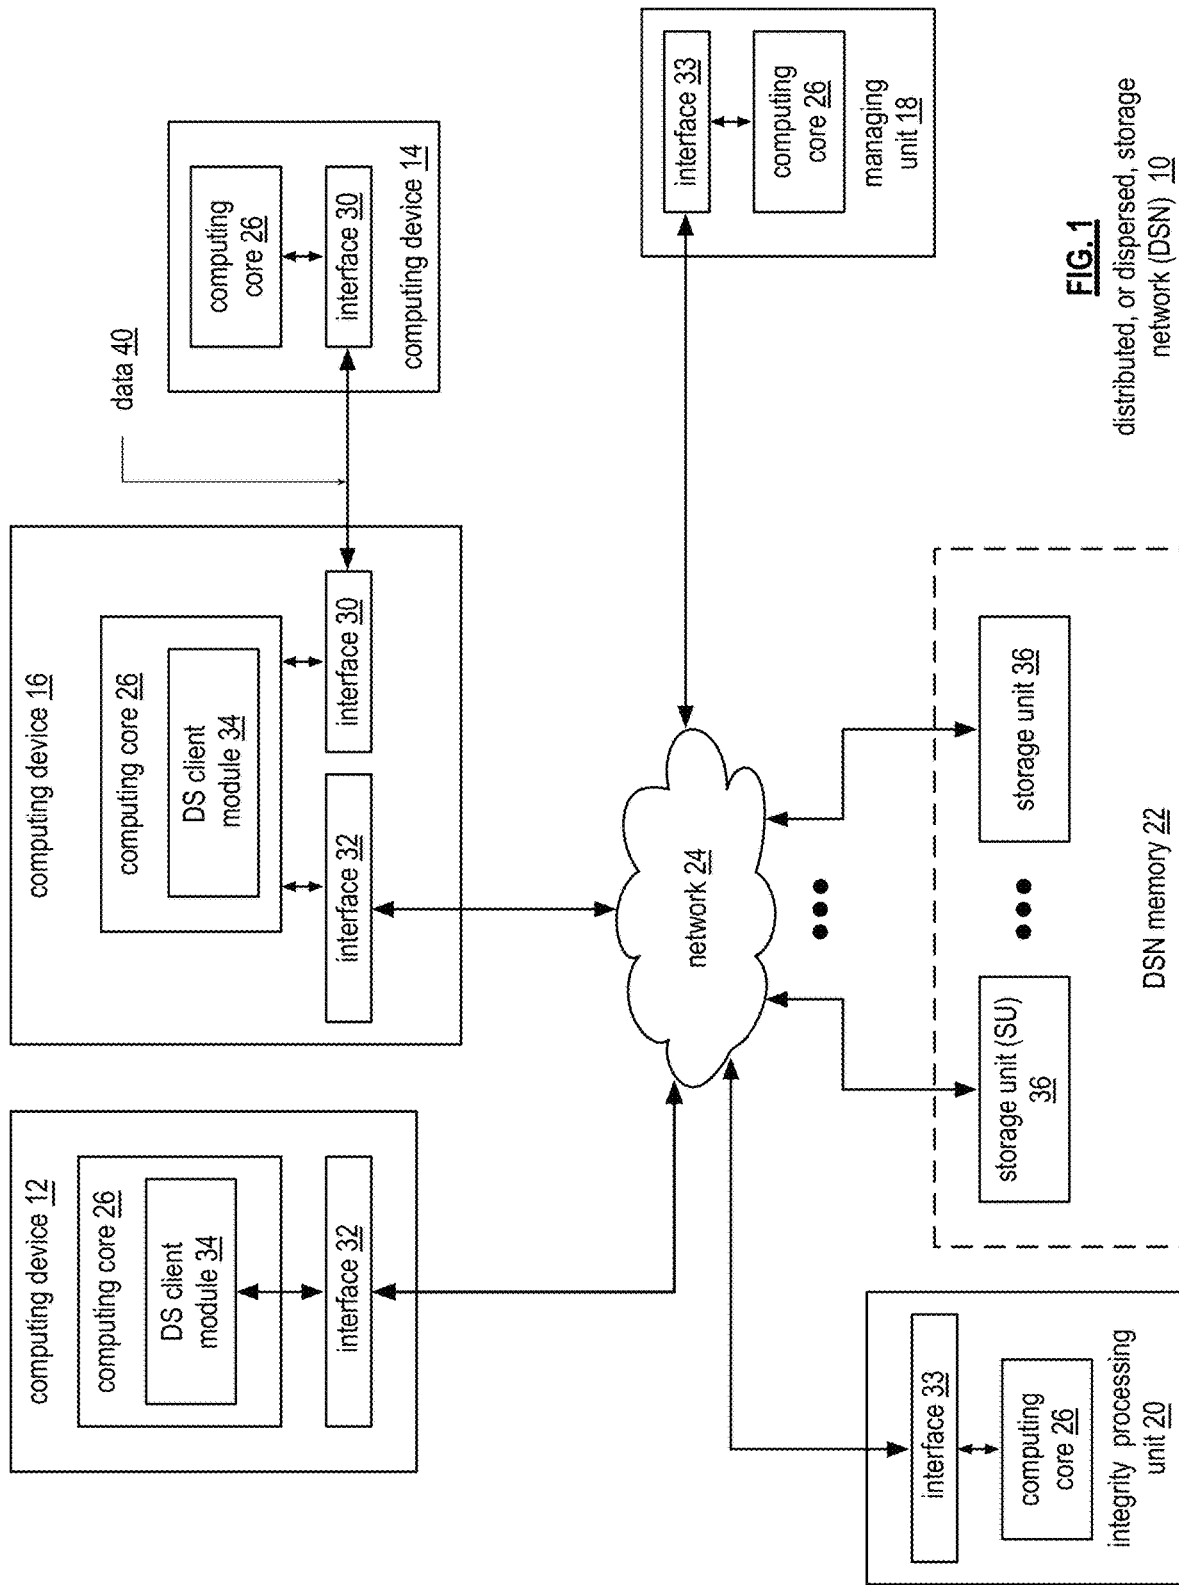 computing device 12
computing core 26
DS client
module 34
interface 32
computing device 16
computing core 26
DS client
module 34
interface 32
interface 30
data 40
computing
core 26
interface 30
computing device 14
network 24
interface 33
computing
core 26
managing
unit 18
interface 33
computing
core 26
integrity processing
unit 20
storage unit (SU)
36
storage unit 36
DSN memory 22
FIG. 1
distributed, or dispersed, storage
network (DSN) 10